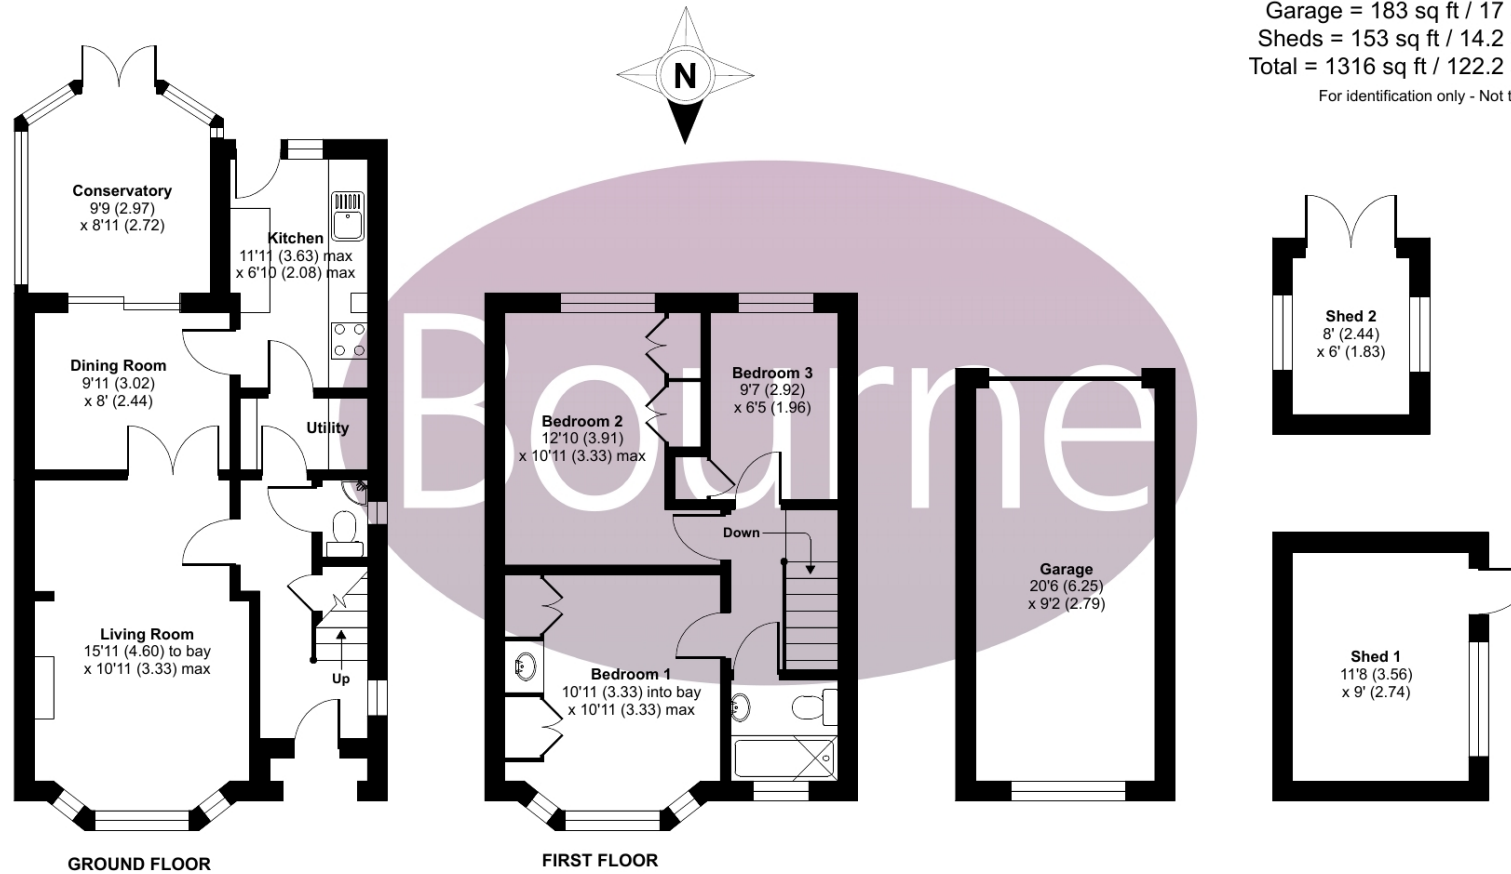 Garage = 183 sq ft / 17
Sheds = 153 sq ft / 14.2
Total = 1316 sq ft / 122.2
For identification only - Not t
N
Bourne
Conservatory
9'9 (2.97)
x 8'11 (2.72)
Kitchen
11'11 (3.63) max
x 6'10 (2.08) max
Dining Room
9'11 (3.02)
x 8' (2.44)
Utility
Living Room
15'11 (4.60) to bay
x 10'11 (3.33) max
Up
GROUND FLOOR
Bedroom 2
12'10 (3.91)
x 10'11 (3.33) max
Bedroom 3
9'7 (2.92)
x 6'5 (1.96)
Down
Bedroom 1
10'11 (3.33) into bay
x 10'11 (3.33) max
FIRST FLOOR
Garage
20'6 (6.25)
x 9'2 (2.79)
Shed 2
8' (2.44)
x 6' (1.83)
Shed 1
11'8 (3.56)
x 9' (2.74)